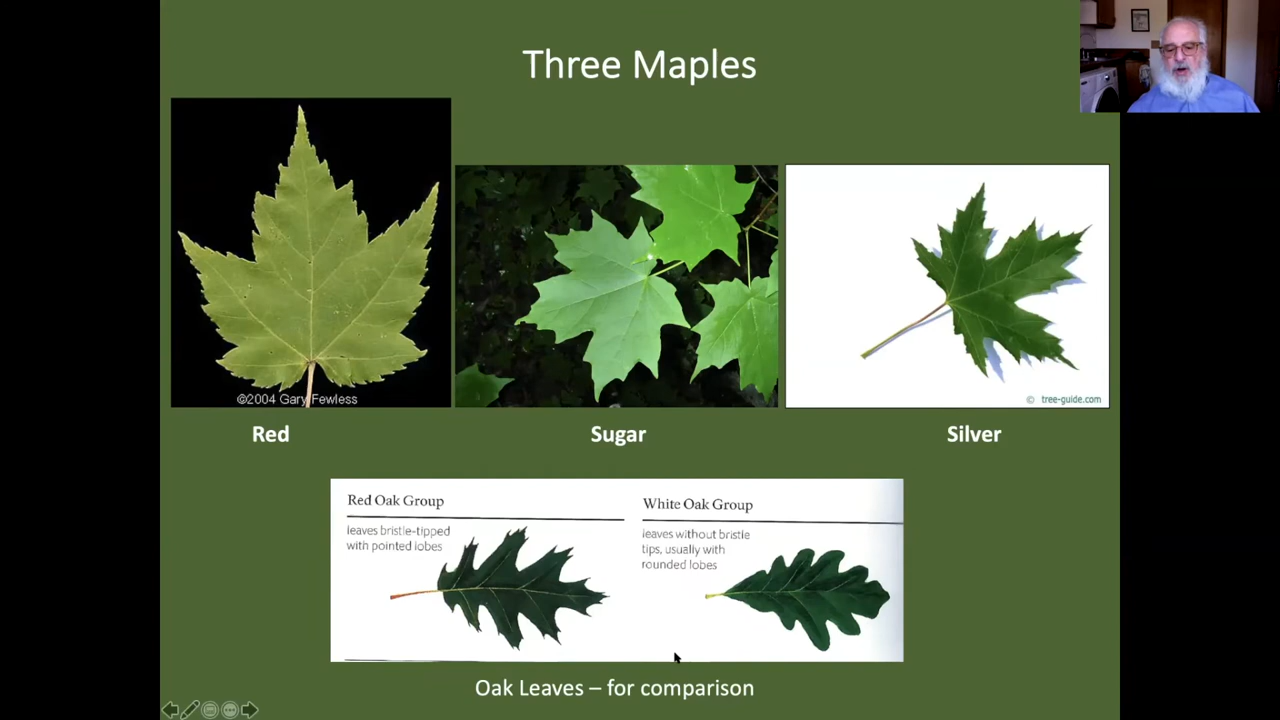 Three Maples
©2004 Gary Fewless
© tree-guide.com
Red
Sugar
Silver
Red Oak Group
leaves bristle-tipped
with pointed lobes
White Oak Group
leaves without bristle
tips, usually with
rounded lobes
Oak Leaves – for comparison